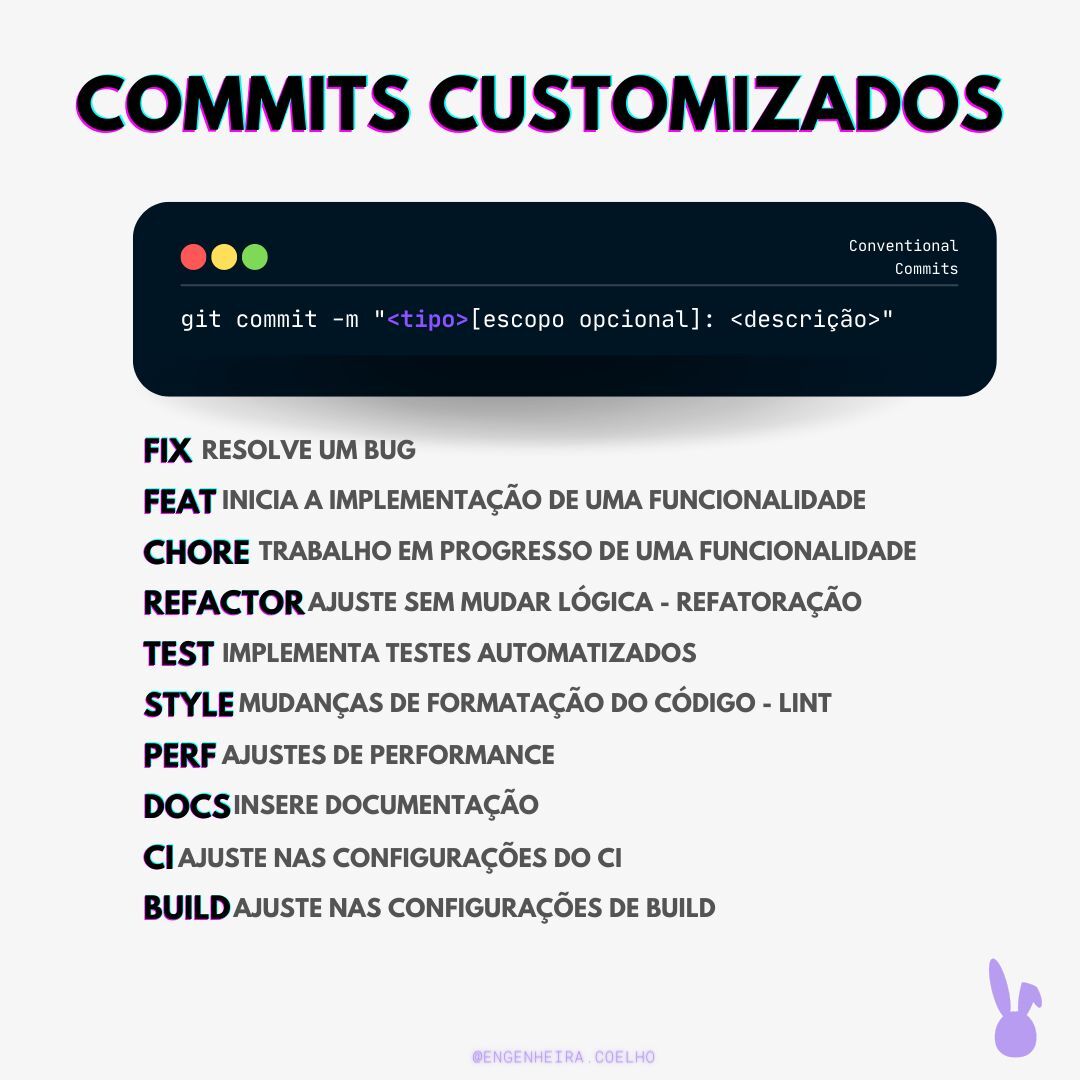 COMMITS CUSTOMIZADOS
Conventional
Commits
git commit -m "<tipo>[escopo opcional]: <descrição>"
FIX RESOLVE UM BUG
FEAT INICIA A IMPLEMENTAÇÃO DE UMA FUNCIONALIDADE
CHORE TRABALHO EM PROGRESSO DE UMA FUNCIONALIDADE
REFACTOR AJUSTE SEM MUDAR LÓGICA - REFATORAÇÃO
TEST IMPLEMENTA TESTES AUTOMATIZADOS
STYLE MUDANÇAS DE FORMATAÇÃO DO CÓDIGO - LINT
PERF AJUSTES DE PERFORMANCE
DOCS INSERE DOCUMENTAÇÃO
CI AJUSTE NAS CONFIGURAÇÕES DO CI
BUILD AJUSTE NAS CONFIGURAÇÕES DE BUILD
@ENGENHEIRA.COELHO